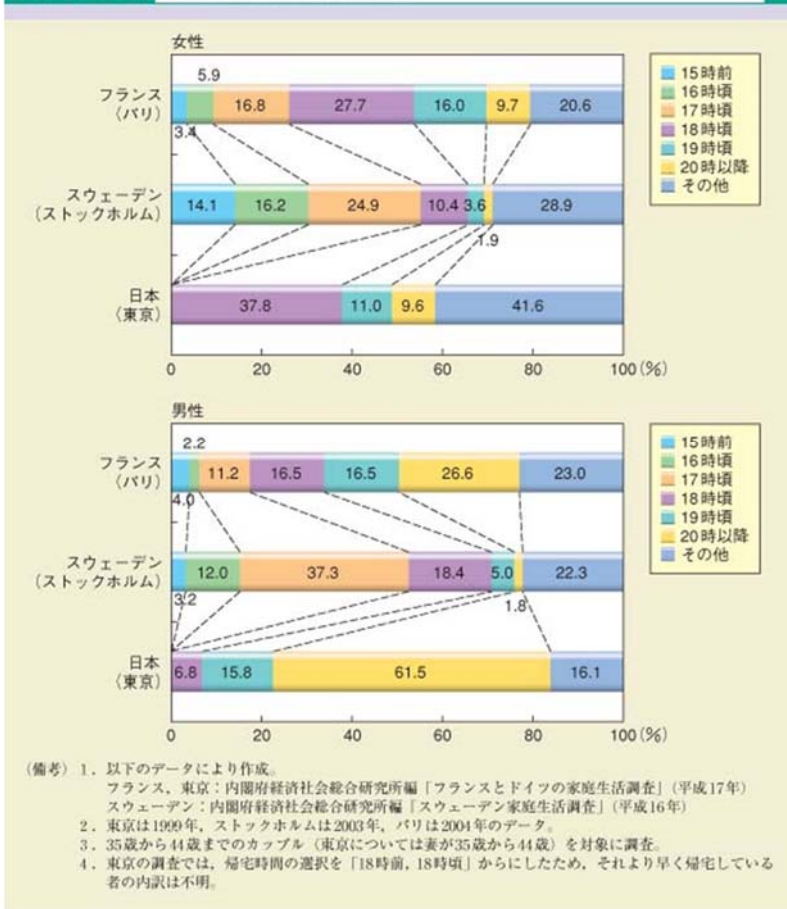 女性
5.9
フランス
(パリ)
16.8 27.7 16.0 9.7 20.6
3.4
スウェーデン
(ストックホルム)
14.1 16.2 24.9 10.4 3.6 28.9
1.9
日本
(東京)
37.8 11.0 9.6 41.6
0 20 40 60 80 100(%)
15時前
16時頃
17時頃
18時頃
19時頃
20時以降
その他
男性
2.2
フランス
(パリ)
11.2 16.5 16.5 26.6 23.0
4.0
スウェーデン
(ストックホルム)
12.0 37.3 18.4 5.0 22.3
3.2 1.8
日本
(東京)
6.8 15.8 61.5 16.1
0 20 40 60 80 100(%)
15時前
16時頃
17時頃
18時頃
19時頃
20時以降
その他
(備考)1.以下のデータにより作成。
フランス,東京:内閣府経済社会総合研究所編「フランスとドイツの家庭生活調査」(平成17年)
スウェーデン:内閣府経済社会総合研究所編「スウェーデン家庭生活調査」(平成16年)
2.東京は1999年,ストックホルムは2003年,パリは2004年のデータ。
3.35歳から44歳までのカップル(東京については妻が35歳から44歳)を対象に調査。
4.東京の調査では,帰宅時間の選択を「18時前,18時頃」からにしたため,それより早く帰宅している
者の内訳は不明。